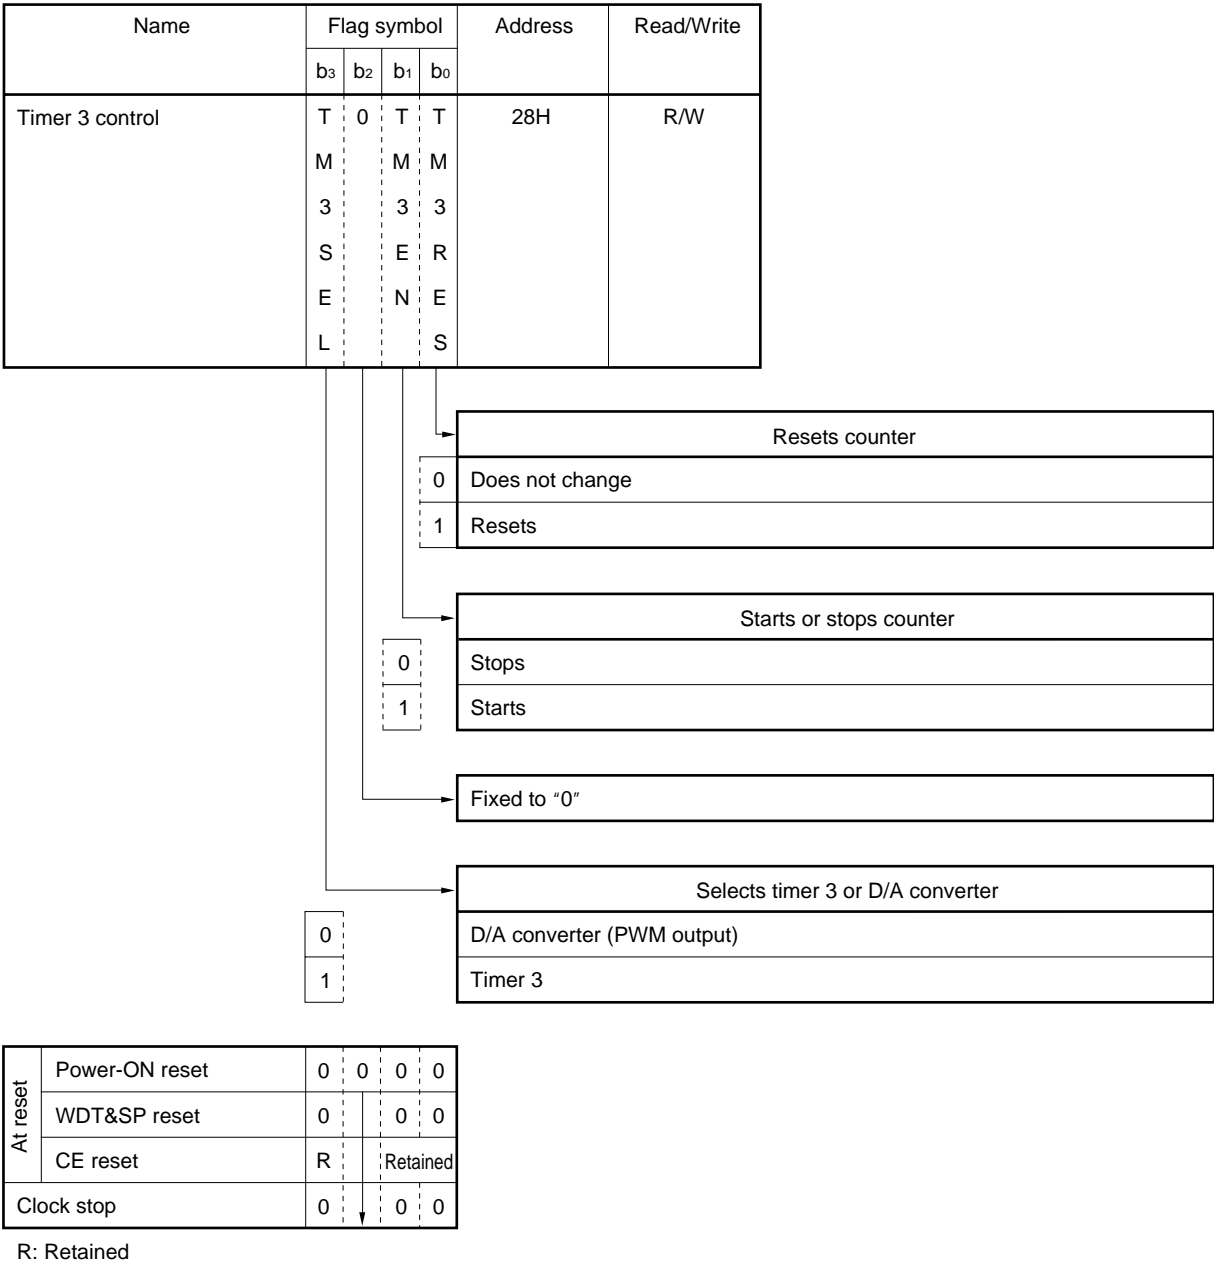 Name Flag symbol Address Read/Write
b3 b2 b1 b0
Timer 3 control T 0 T T 28H R/W
M M M
3 3 3
S E R
E N E
L S
Resets counter
0 Does not change
1 Resets
Starts or stops counter
0 Stops
1 Starts
Fixed to “0”
Selects timer 3 or D/A converter
0 D/A converter (PWM output)
1 Timer 3
At reset
Power-ON reset 0 0 0 0
WDT&SP reset 0 0 0
CE reset R Retained
Clock stop 0 0 0
R: Retained